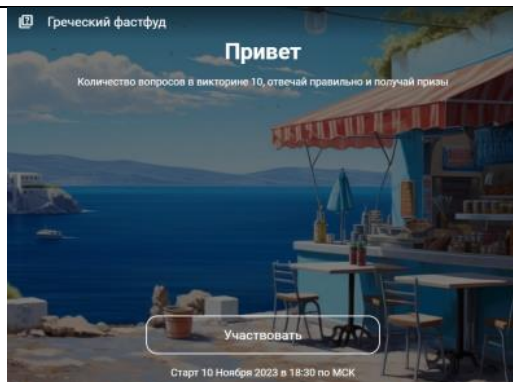 Греческий фастфуд
Привет
Количество вопросов в викторине 10, отвечай правильно и получай призы
Участвовать
Старт 10 Ноября 2023 в 18:30 по МСК